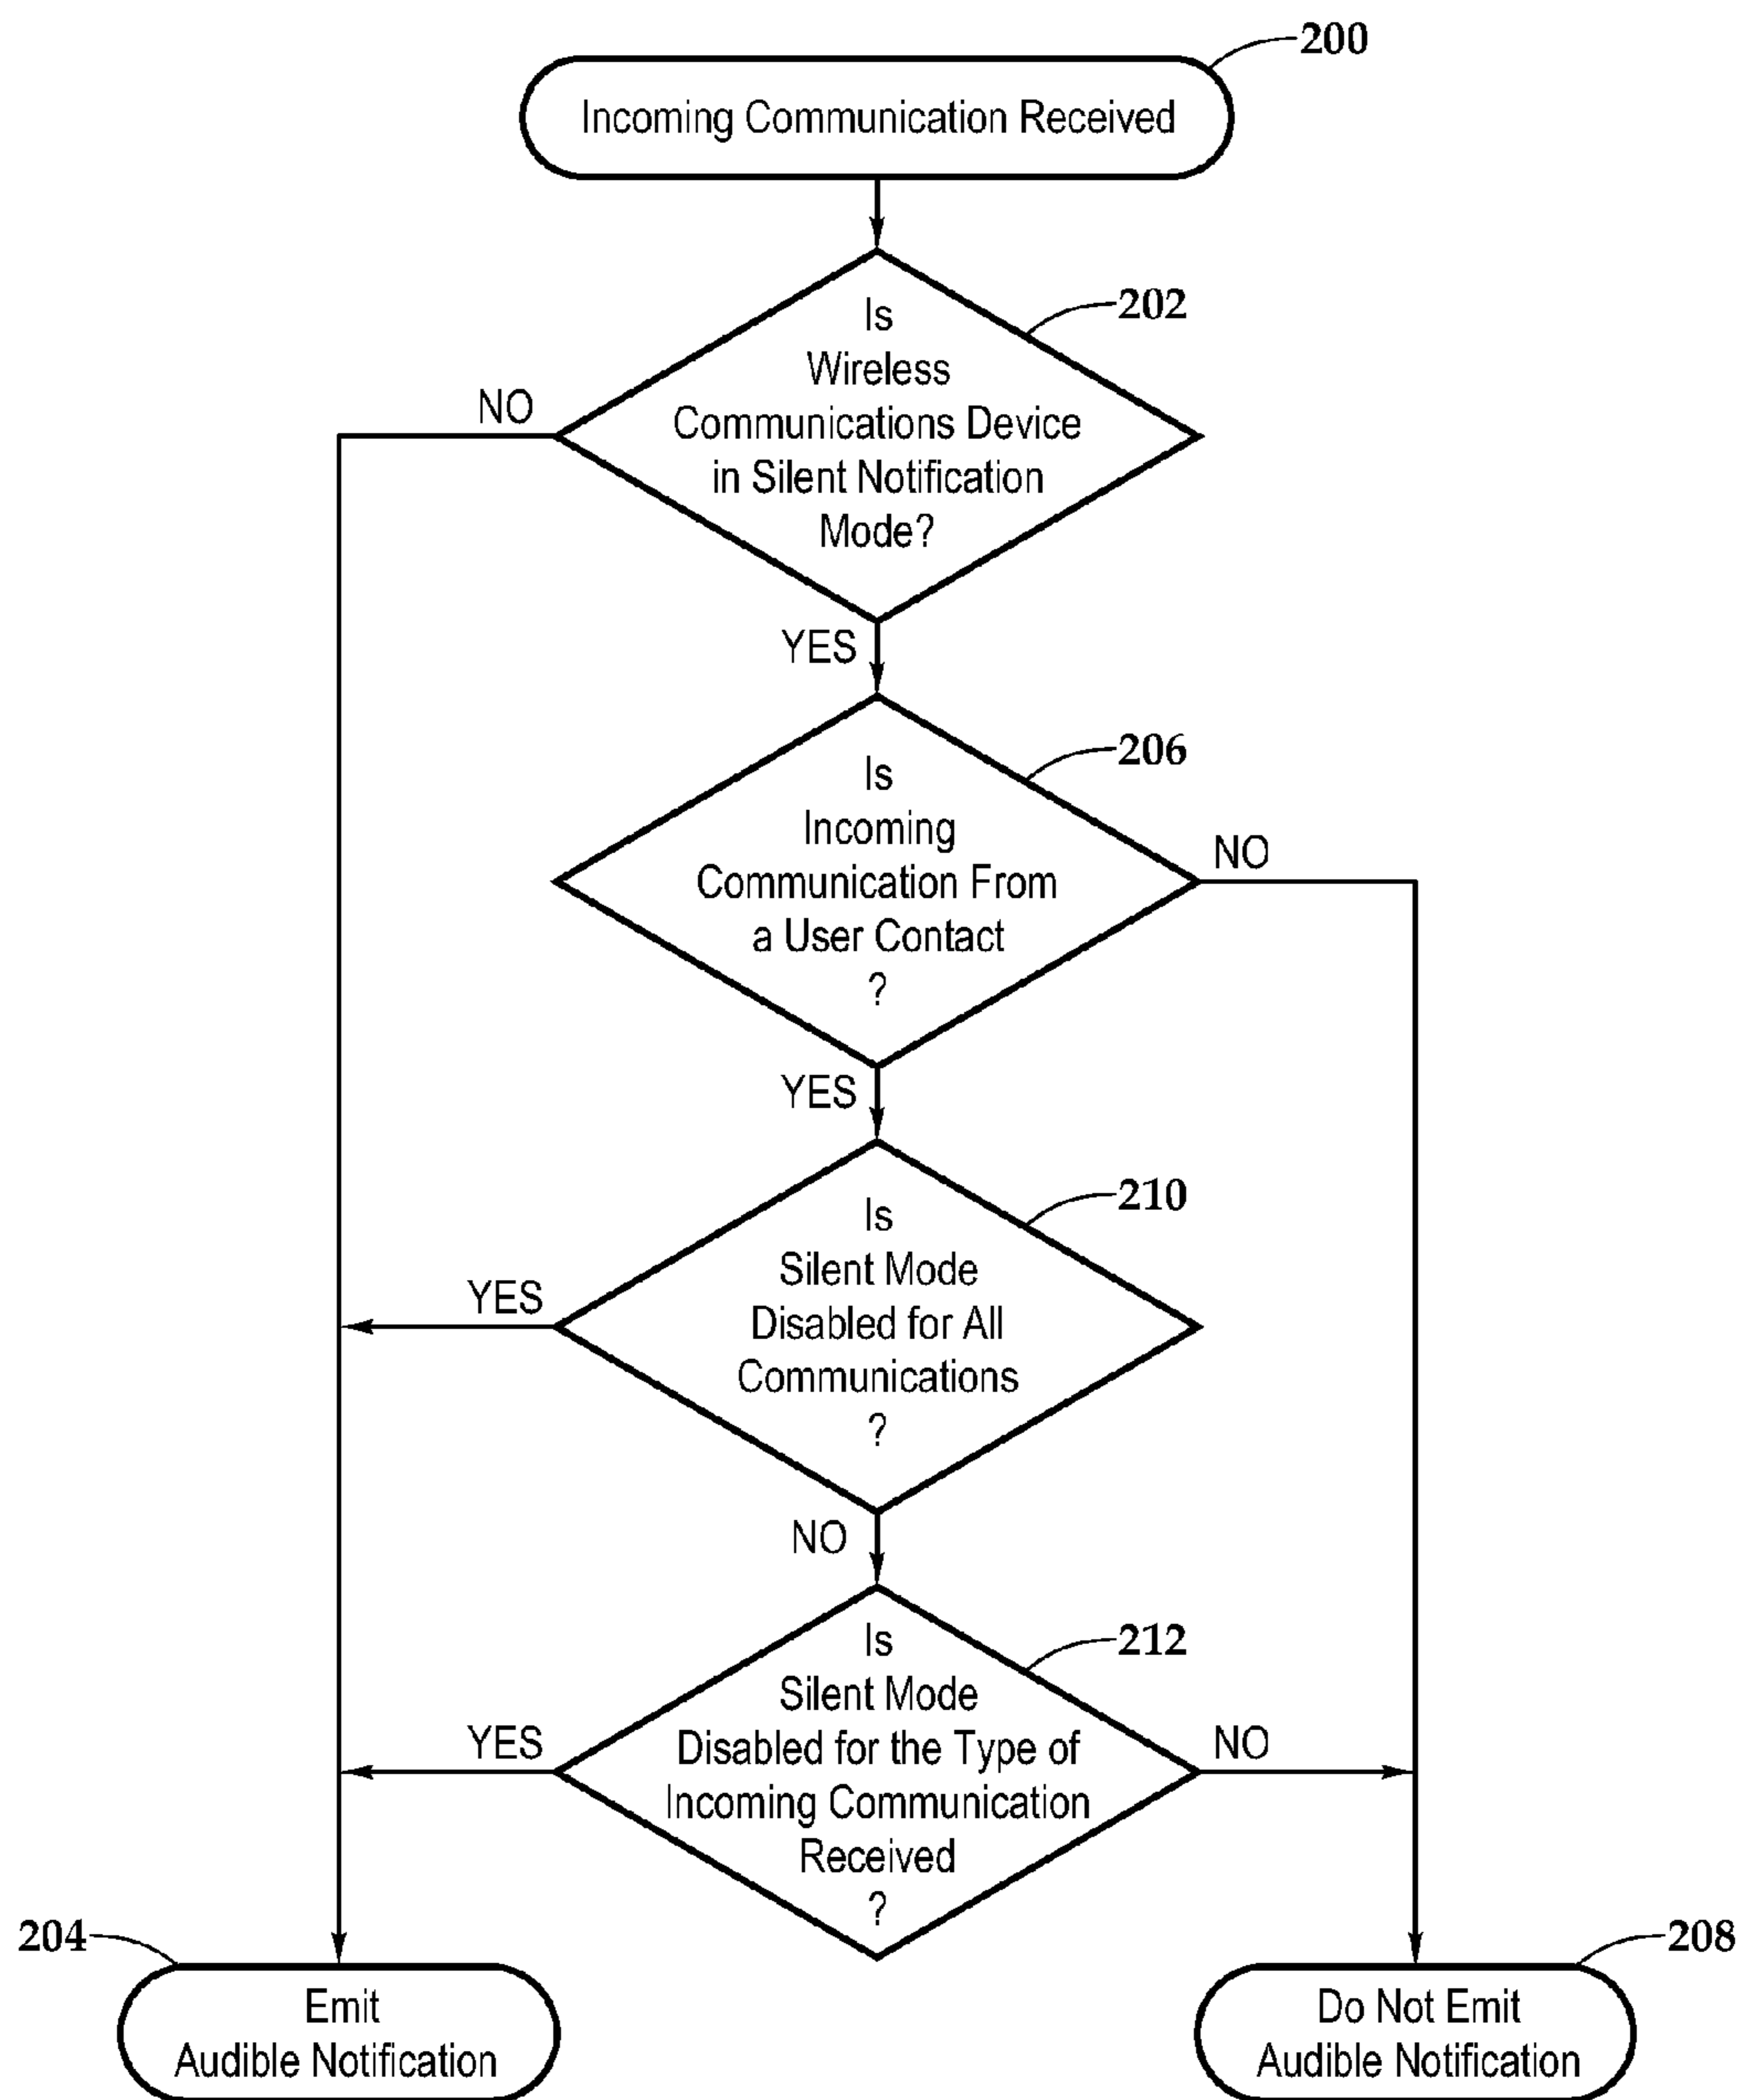 200
Incoming Communication Received
202
Is
Wireless
Communications Device
in Silent Notification
Mode?
NO
YES
206
Is
Incoming
Communication From
a User Contact
?
NO
YES
210
Is
Silent Mode
Disabled for All
Communications
?
YES
NO
212
Is
Silent Mode
Disabled for the Type of
Incoming Communication
Received
?
YES
NO
204
Emit
Audible Notification
208
Do Not Emit
Audible Notification